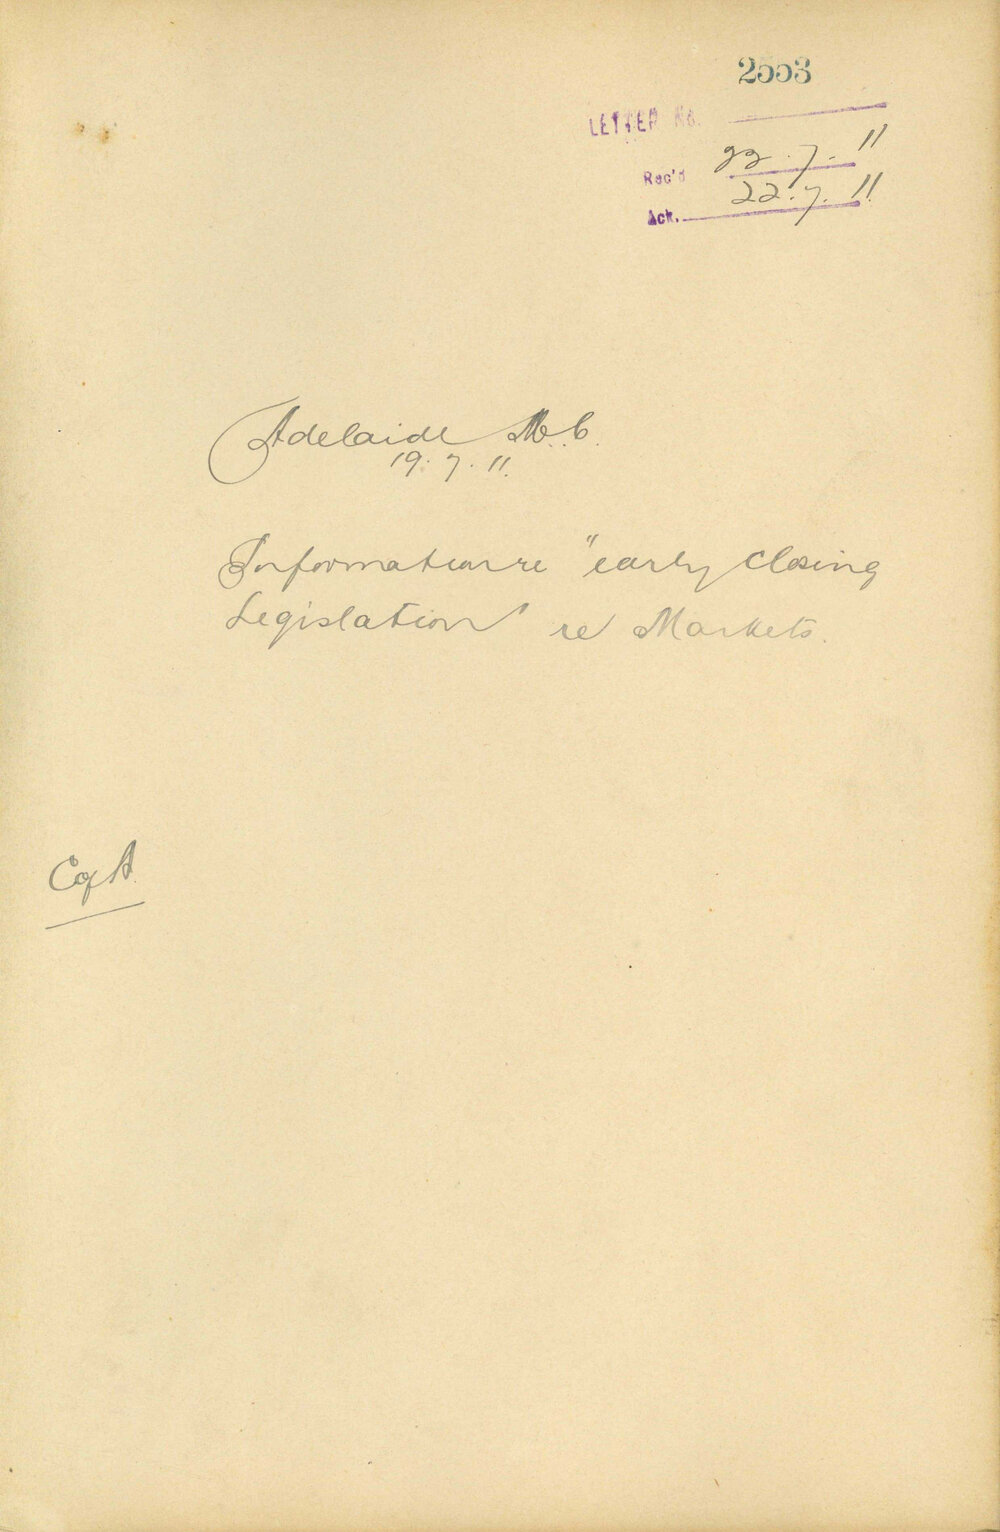 2553
LETTER No.
Rec'd 22.7.11
Ack. 22.7.11.
Adelaide M.C.
19.7.11.
Information re "early closing
Legislation" re Markets.
C of A